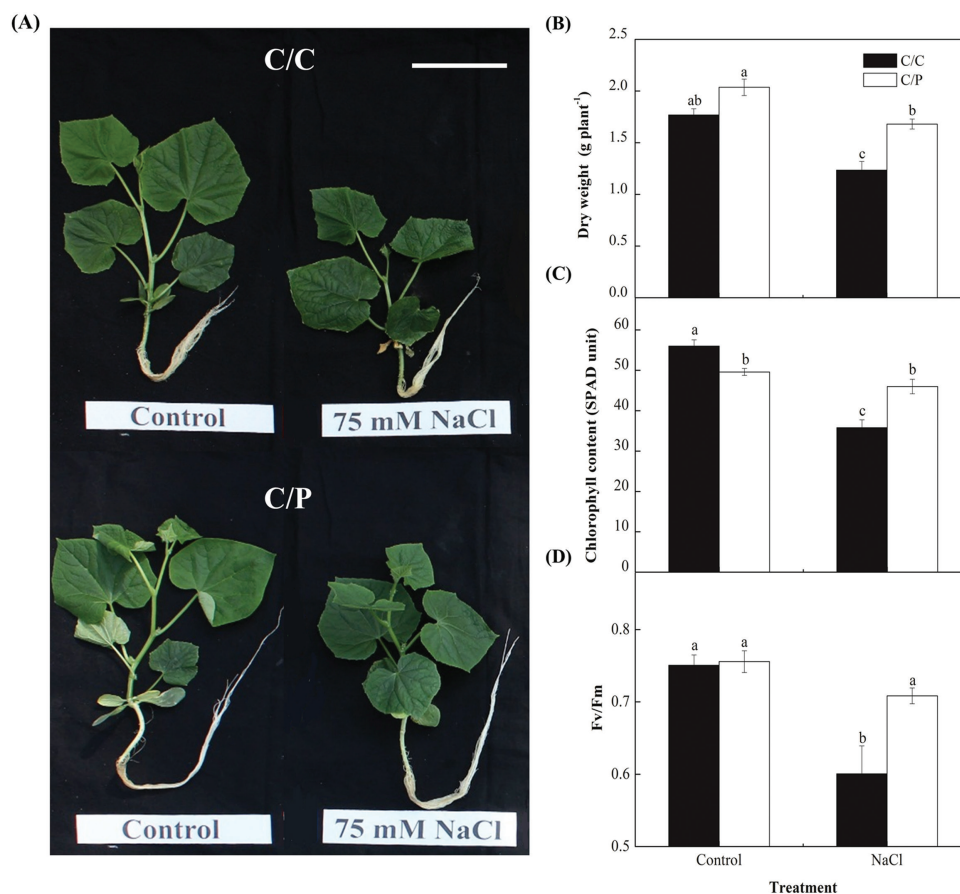 (A)
C/C
Control
75 mM NaCl
C/P
Control
75 mM NaCl
(B)
Dry weight (g plant⁻¹)
2.5
2.0
1.5
1.0
0.5
0.0
C/C
C/P
ab
a
c
b
(C)
Chlorophyll content (SPAD unit)
60
50
40
30
20
10
0
a
b
c
b
(D)
Fv/Fm
0.8
0.7
0.6
0.5
a
a
b
a
Control
NaCl
Treatment